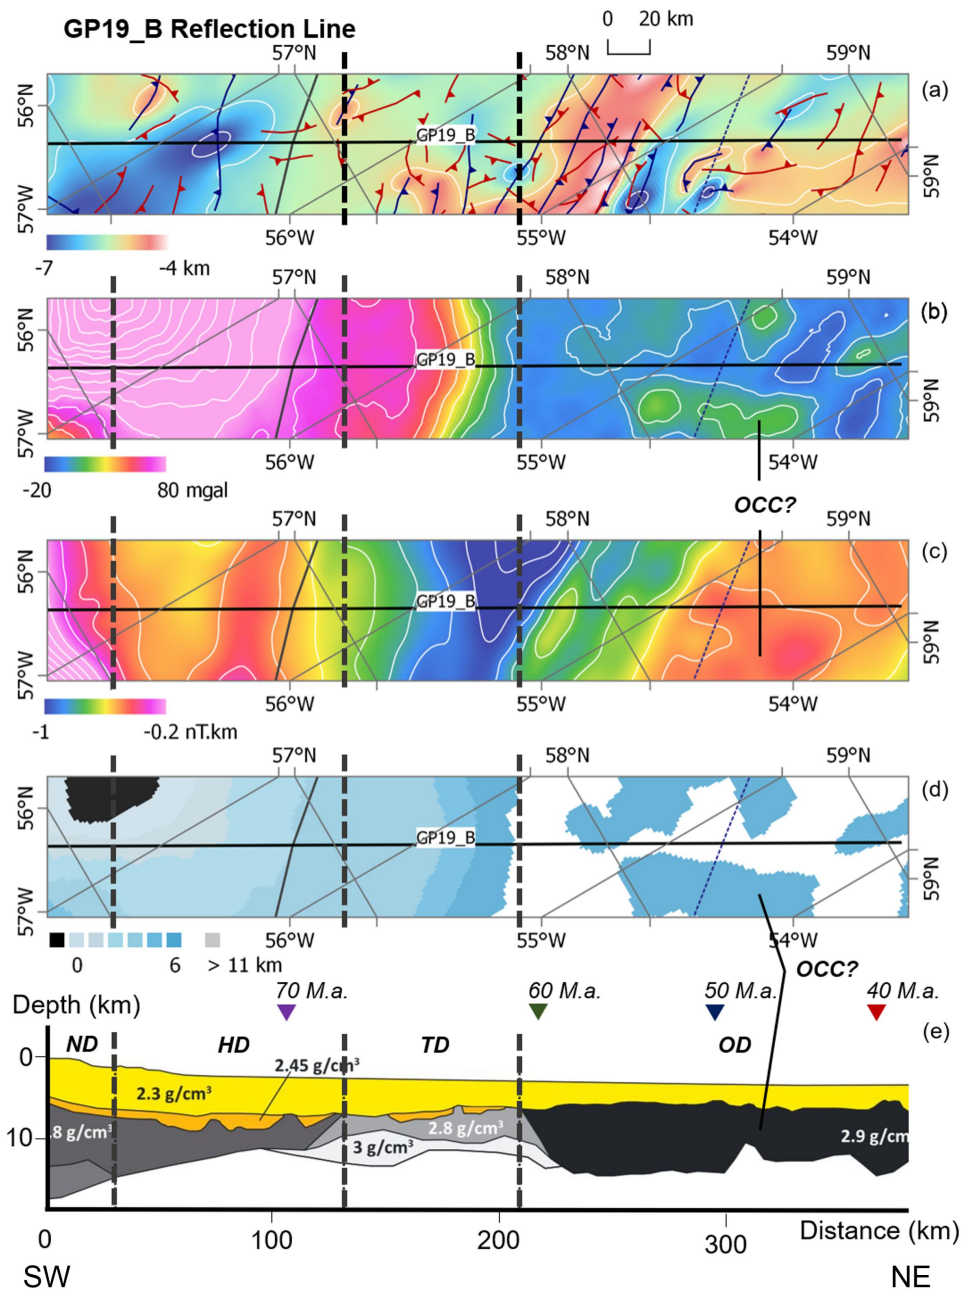 GP19_B Reflection Line
0 20 km
57°N 58°N 59°N
(a)
56°N
GP19_B
59°N
57°W
56°W 55°W 54°W
-7 -4 km
57°N 58°N 59°N
(b)
56°N
GP19_B
59°N
57°W
56°W 55°W 54°W
-20 80 mgal
OCC?
57°N 58°N 59°N
(c)
56°N
GP19_B
59°N
57°W
56°W 55°W 54°W
-1 -0.2 nT.km
57°N 58°N 59°N
(d)
56°N
GP19_B
59°N
57°W
56°W 55°W 54°W
0 6 > 11 km
OCC?
Depth (km)
70 M.a. 60 M.a. 50 M.a. 40 M.a.
(e)
ND HD TD OD
0
2.45 g/cm³
2.3 g/cm³
.8 g/cm³ 2.8 g/cm³ 2.9 g/cm
10
3 g/cm³
Distance (km)
0 100 200 300
SW NE